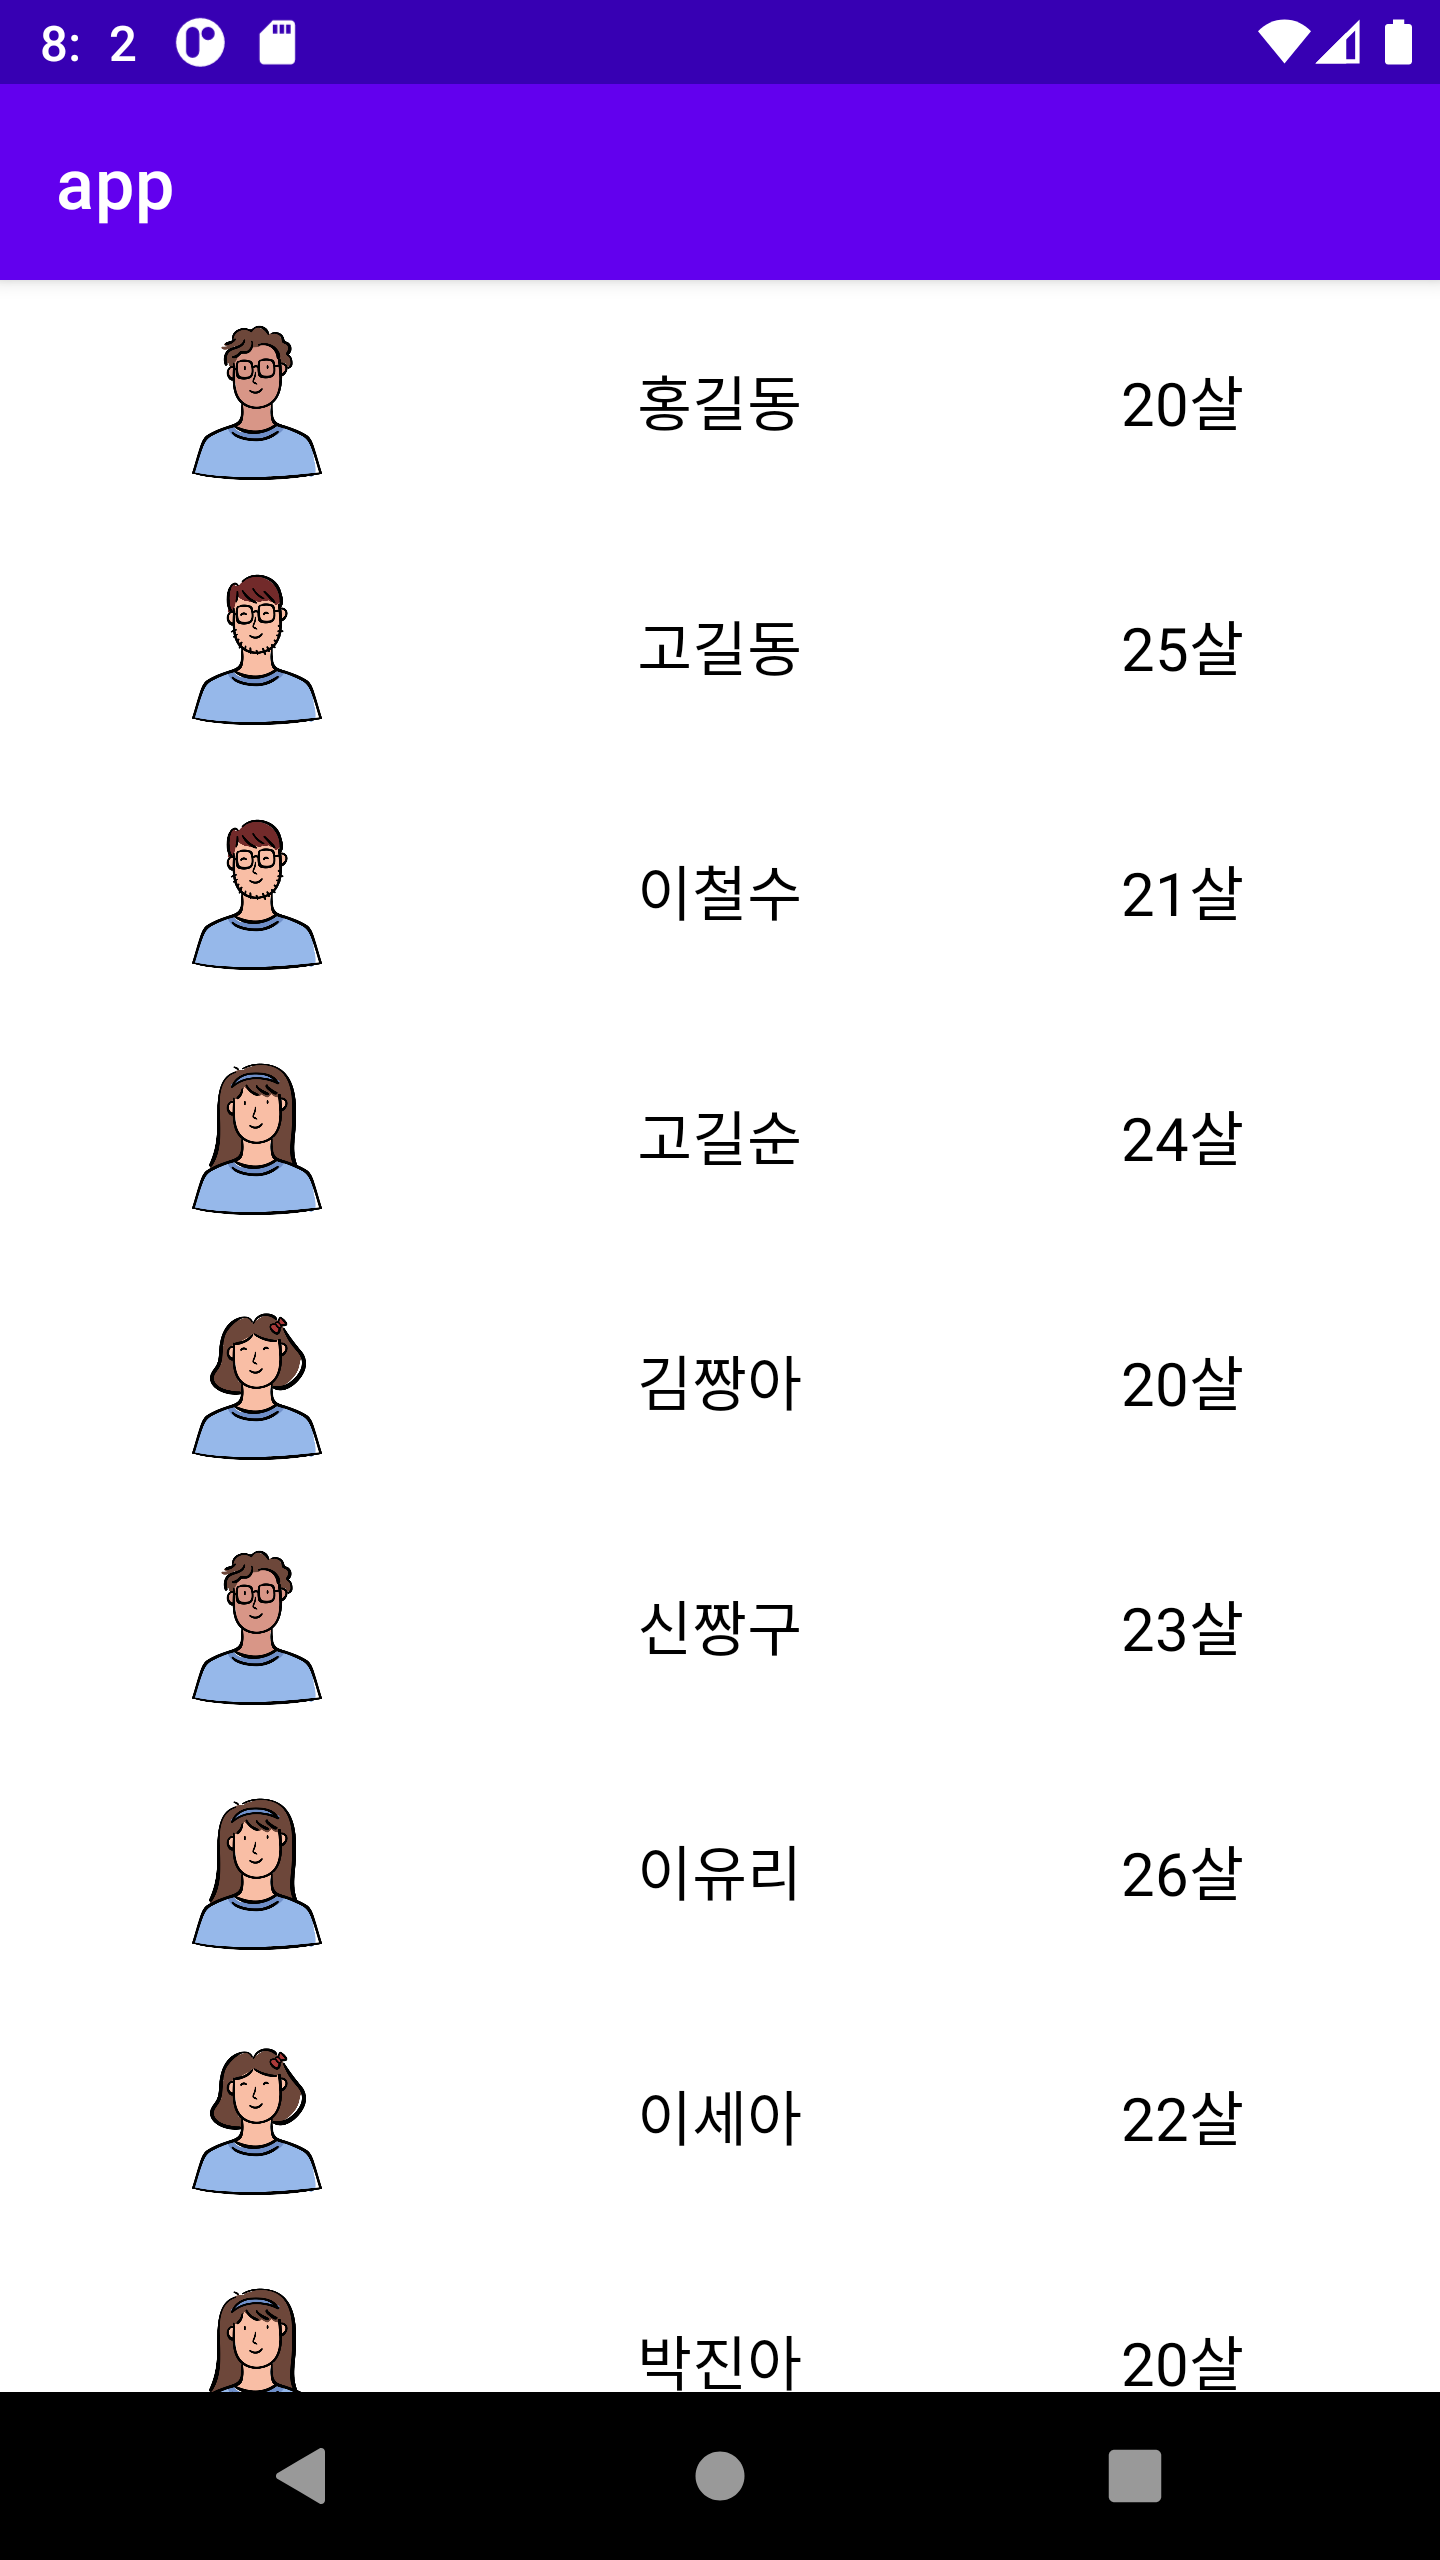 8: 2
app
홍길동 20살
고길동 25살
이철수 21살
고길순 24살
김짱아 20살
신짱구 23살
이유리 26살
이세아 22살
박진아 20살